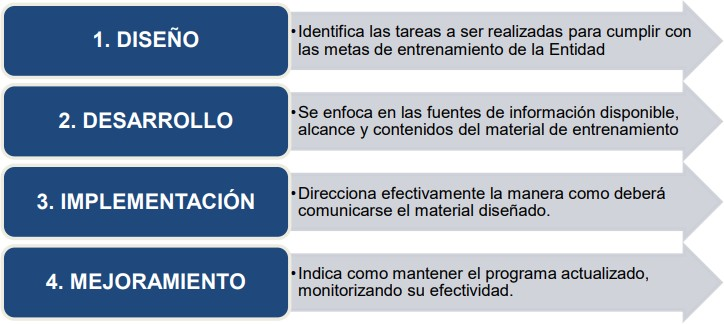 1. DISEÑO
•Identifica las tareas a ser realizadas para cumplir con
las metas de entrenamiento de la Entidad
2. DESARROLLO
•Se enfoca en las fuentes de información disponible,
alcance y contenidos del material de entrenamiento
3. IMPLEMENTACIÓN
•Direcciona efectivamente la manera como deberá
comunicarse el material diseñado.
4. MEJORAMIENTO
•Indica como mantener el programa actualizado,
monitorizando su efectividad.